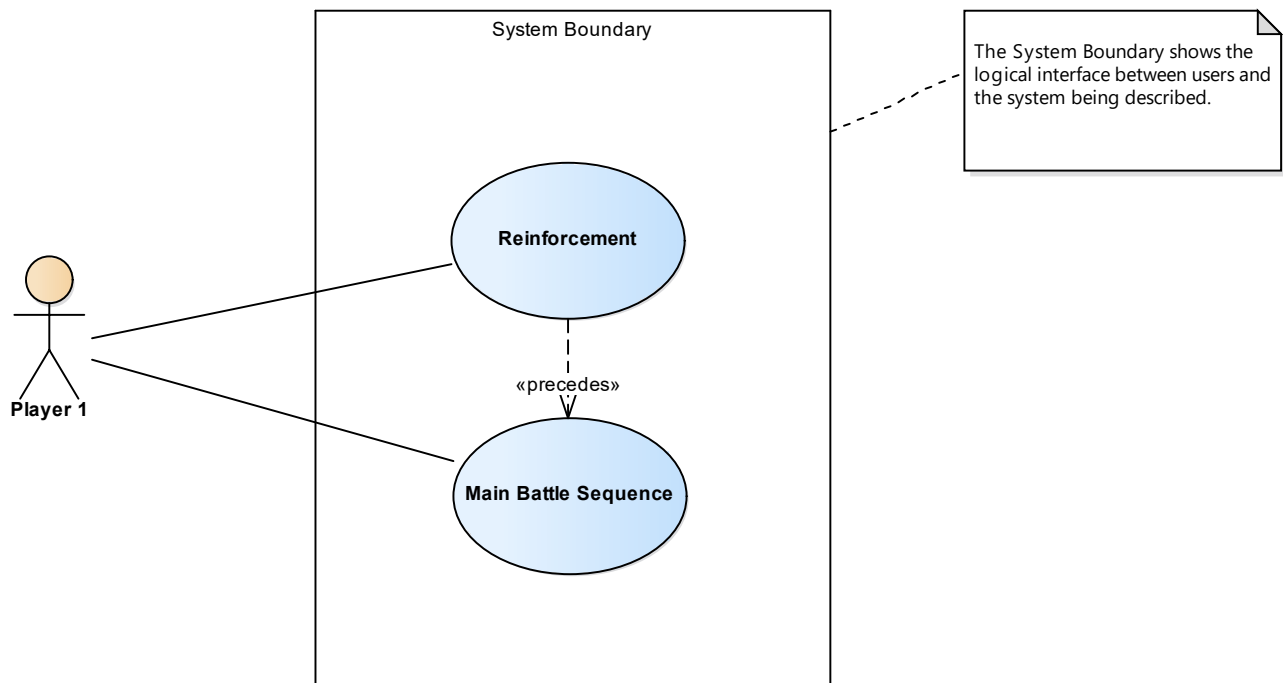 System Boundary
The System Boundary shows the
logical interface between users and
the system being described.
Reinforcement
«precedes»
Player 1
Main Battle Sequence